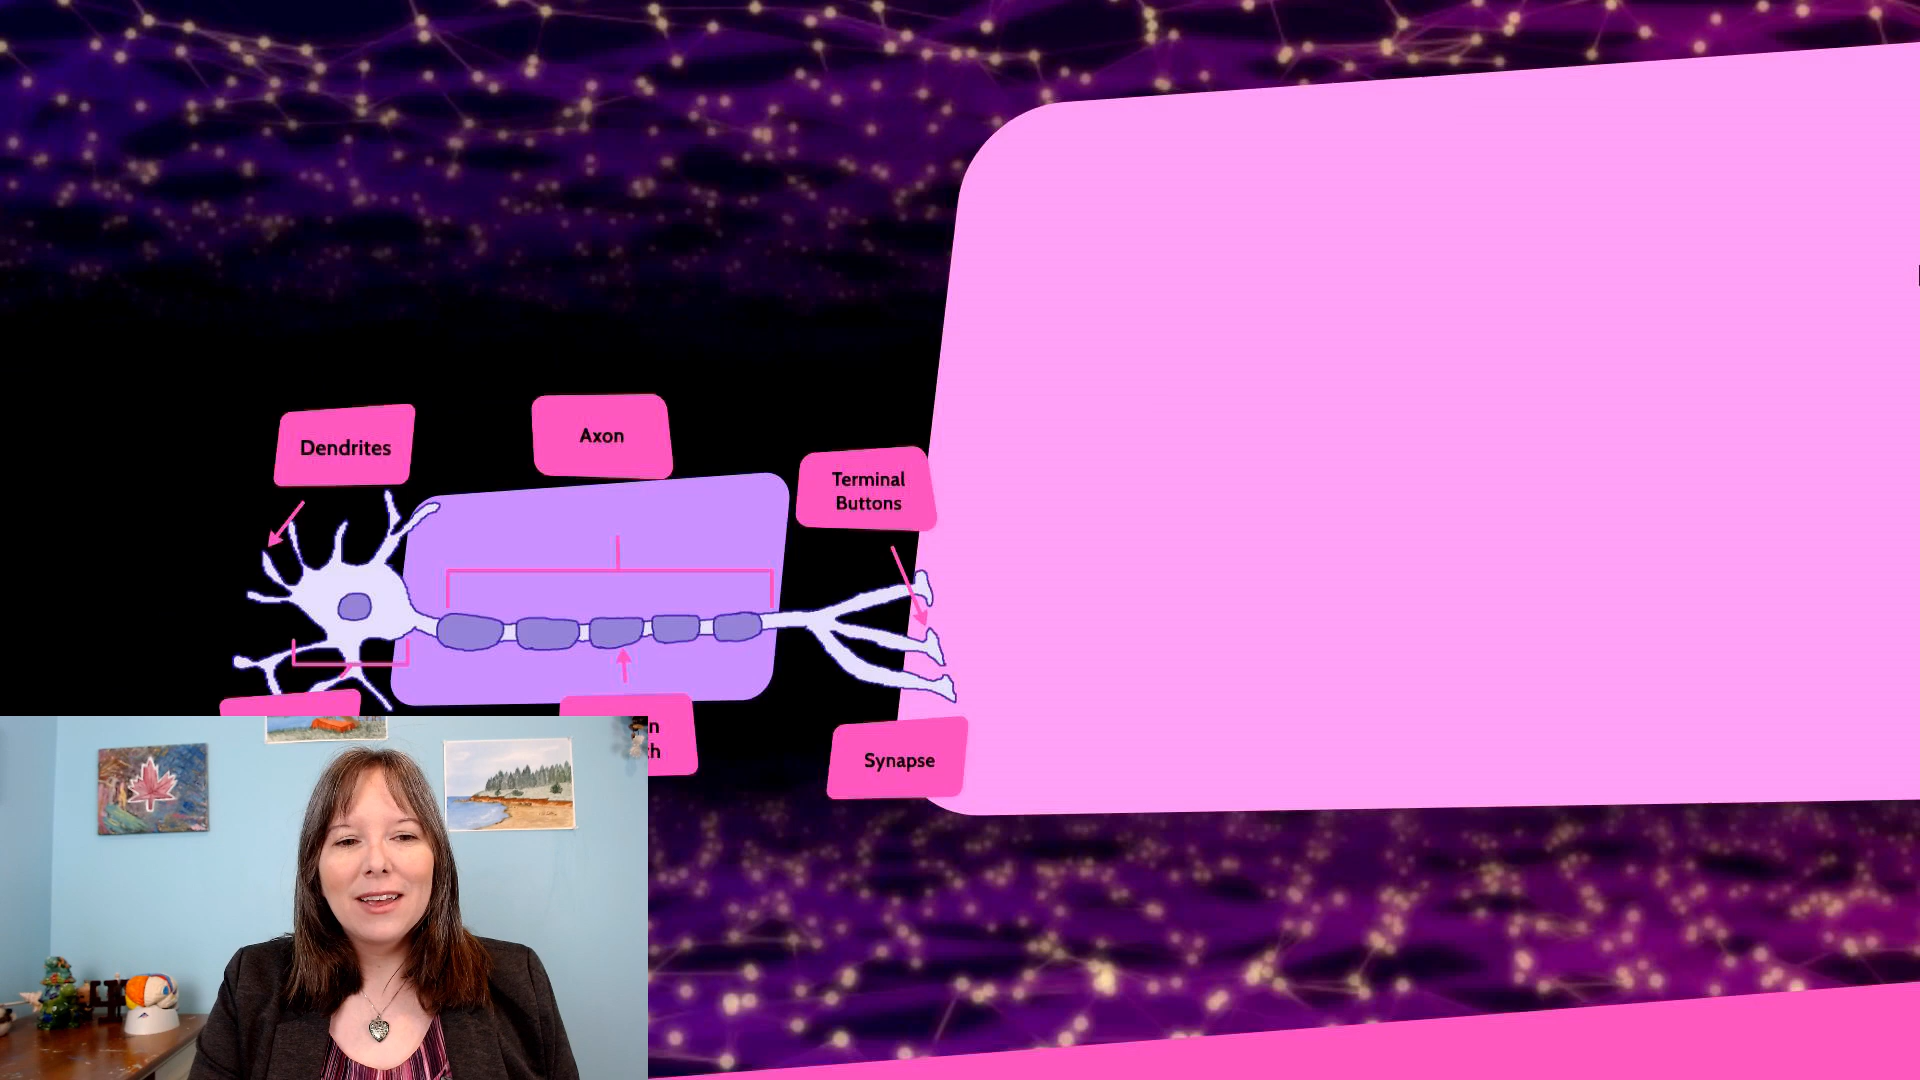 Dendrites
Axon
Terminal
Buttons
Synapse